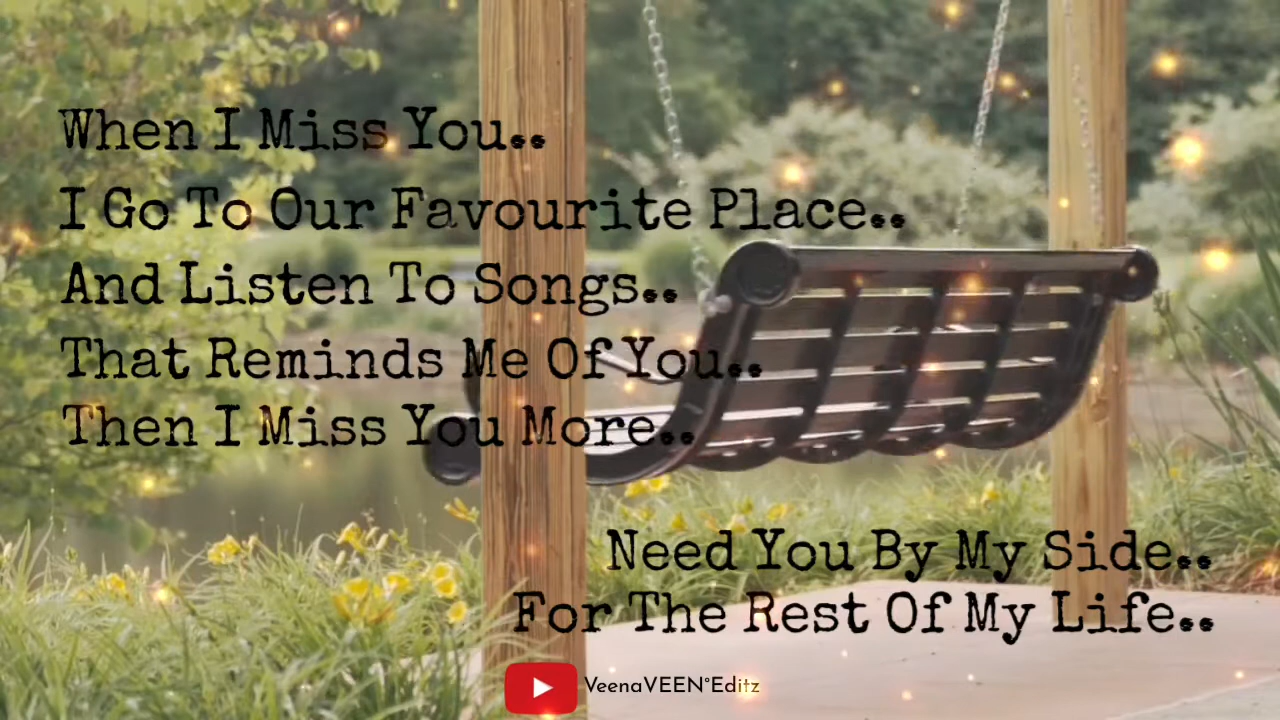 When I Miss You..
I Go To Our Favourite Place..
And Listen To Songs..
That Reminds Me Of You..
Then I Miss You More..
Need You By My Side..
For The Rest Of My Life..
VeenaVEEN°Editz